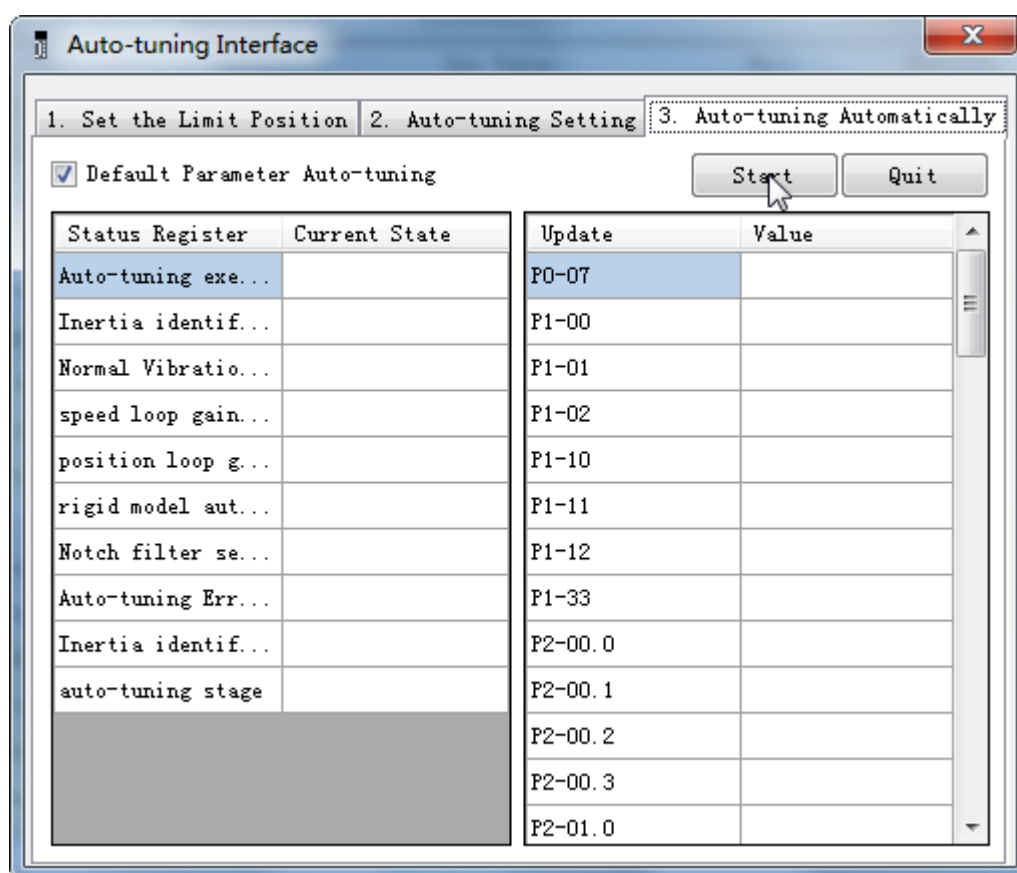 Auto-tuning Interface
1. Set the Limit Position 2. Auto-tuning Setting 3. Auto-tuning Automatically
Default Parameter Auto-tuning Start Quit
Status Register Current State Update Value
Auto-tuning exe... P0-07
Inertia identif... P1-00
Normal Vibratio... P1-01
speed loop gain... P1-02
position loop g... P1-10
rigid model aut... P1-11
Notch filter se... P1-12
Auto-tuning Err... P1-33
Inertia identif... P2-00.0
auto-tuning stage P2-00.1
P2-00.2
P2-00.3
P2-01.0